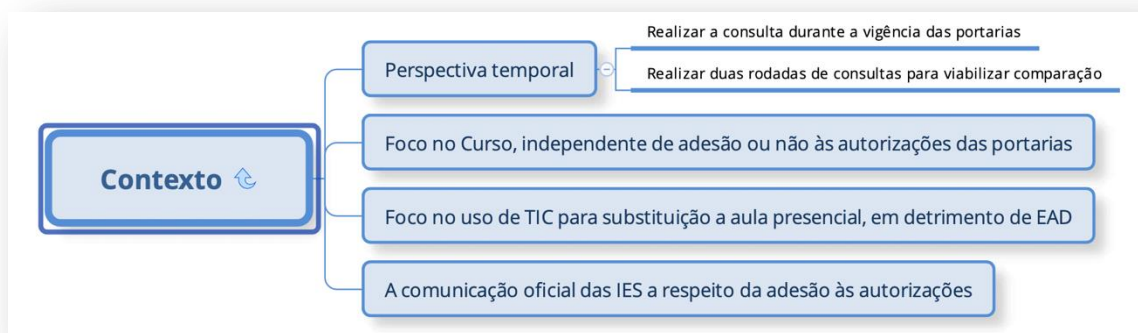 Contexto
Perspectiva temporal
Realizar a consulta durante a vigência das portarias
Realizar duas rodadas de consultas para viabilizar comparação
Foco no Curso, independente de adesão ou não às autorizações das portarias
Foco no uso de TIC para substituição a aula presencial, em detrimento de EAD
A comunicação oficial das IES a respeito da adesão às autorizações